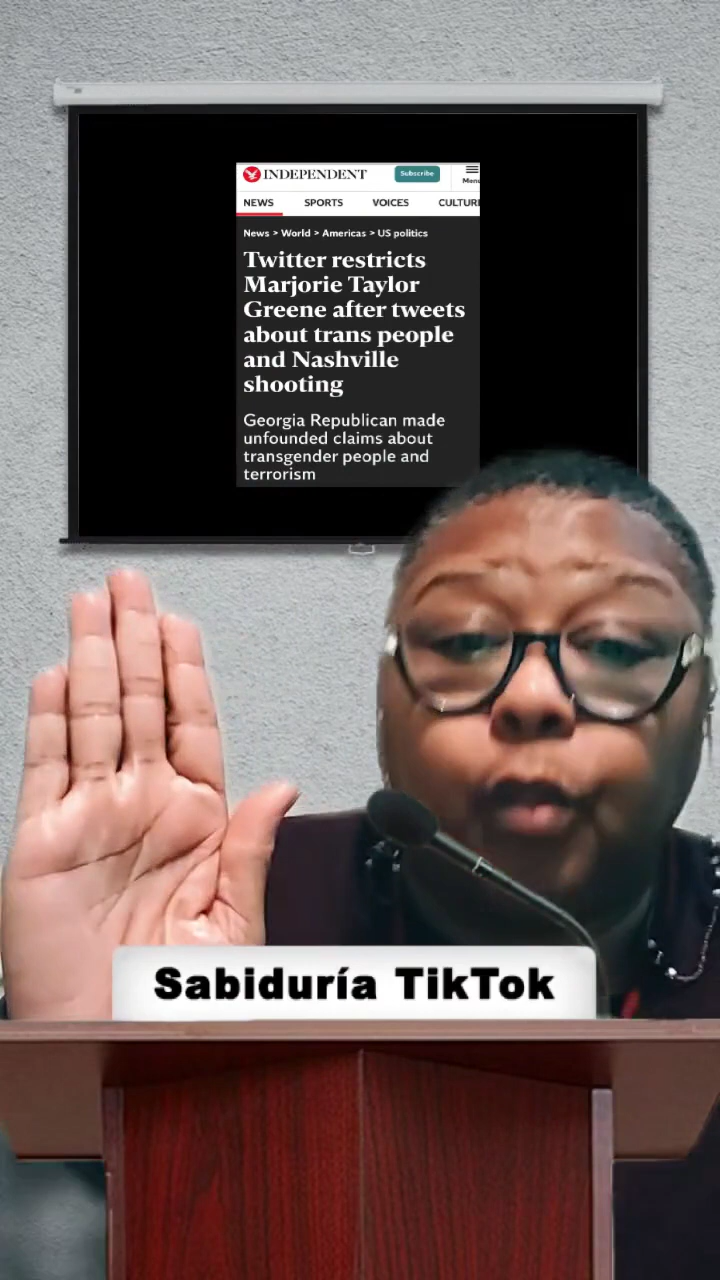 INDEPENDENT
Subscribe
Menu
NEWS SPORTS VOICES CULTURE
News > World > Americas > US politics
Twitter restricts
Marjorie Taylor
Greene after tweets
about trans people
and Nashville
shooting
Georgia Republican made
unfounded claims about
transgender people and
terrorism
Sabiduría TikTok